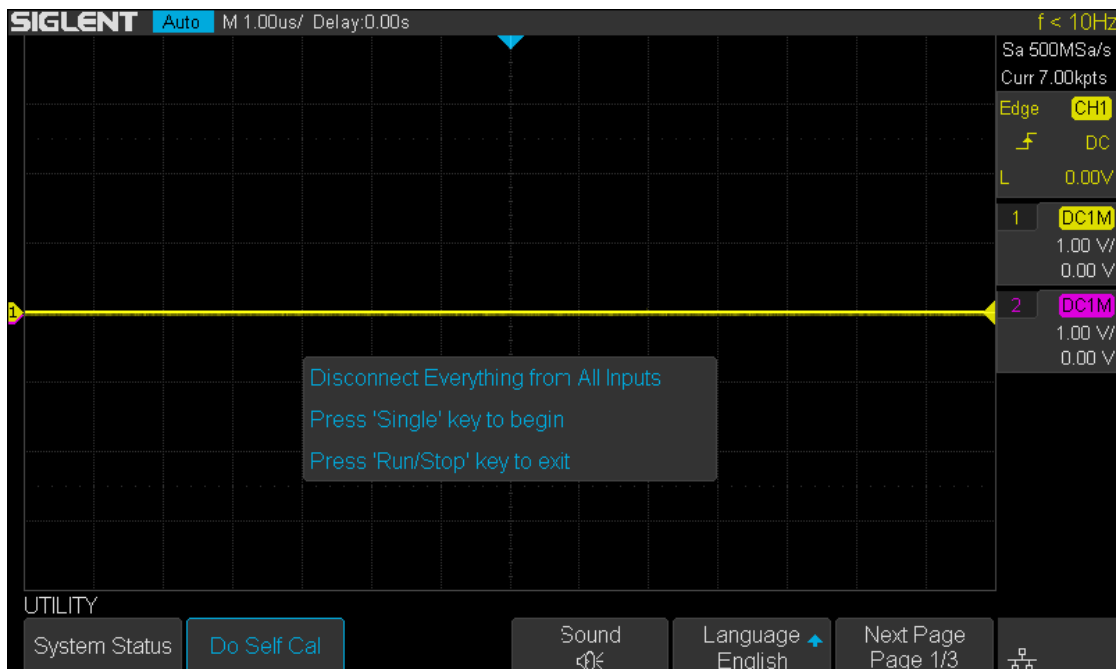 SIGLENT Auto M 1.00us/ Delay:0.00s f < 10Hz
Sa 500MSa/s
Curr 7.00kpts
Edge CH1
DC
L 0.00V
1 DC1M
1.00 V/
0.00 V
2 DC1M
1.00 V/
0.00 V
1
Disconnect Everything from All Inputs
Press 'Single' key to begin
Press 'Run/Stop' key to exit
UTILITY
System Status
Do Self Cal
Sound
Language
English
Next Page
Page 1/3